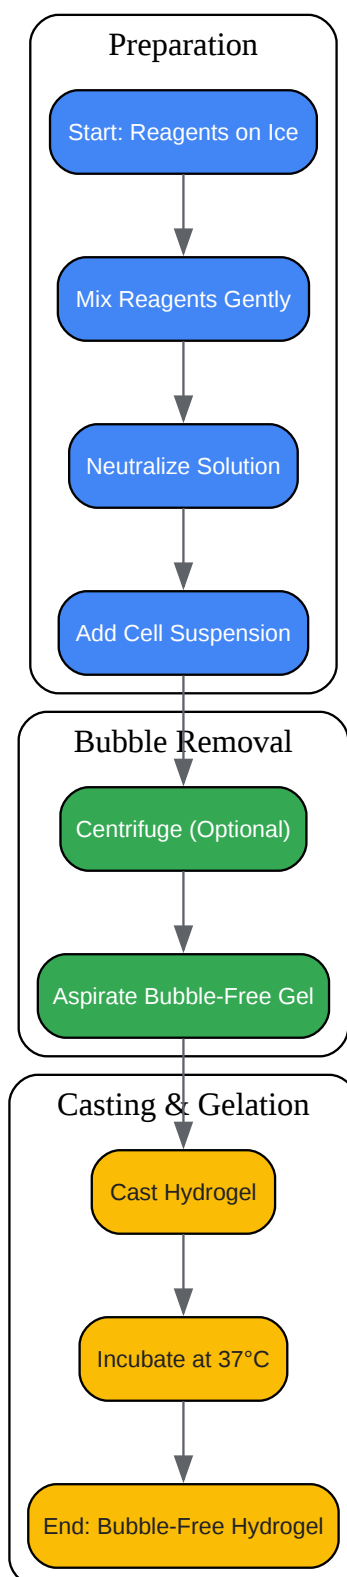 Preparation
Start: Reagents on Ice
Mix Reagents Gently
Neutralize Solution
Add Cell Suspension
Bubble Removal
Centrifuge (Optional)
Aspirate Bubble-Free Gel
Casting & Gelation
Cast Hydrogel
Incubate at 37°C
End: Bubble-Free Hydrogel